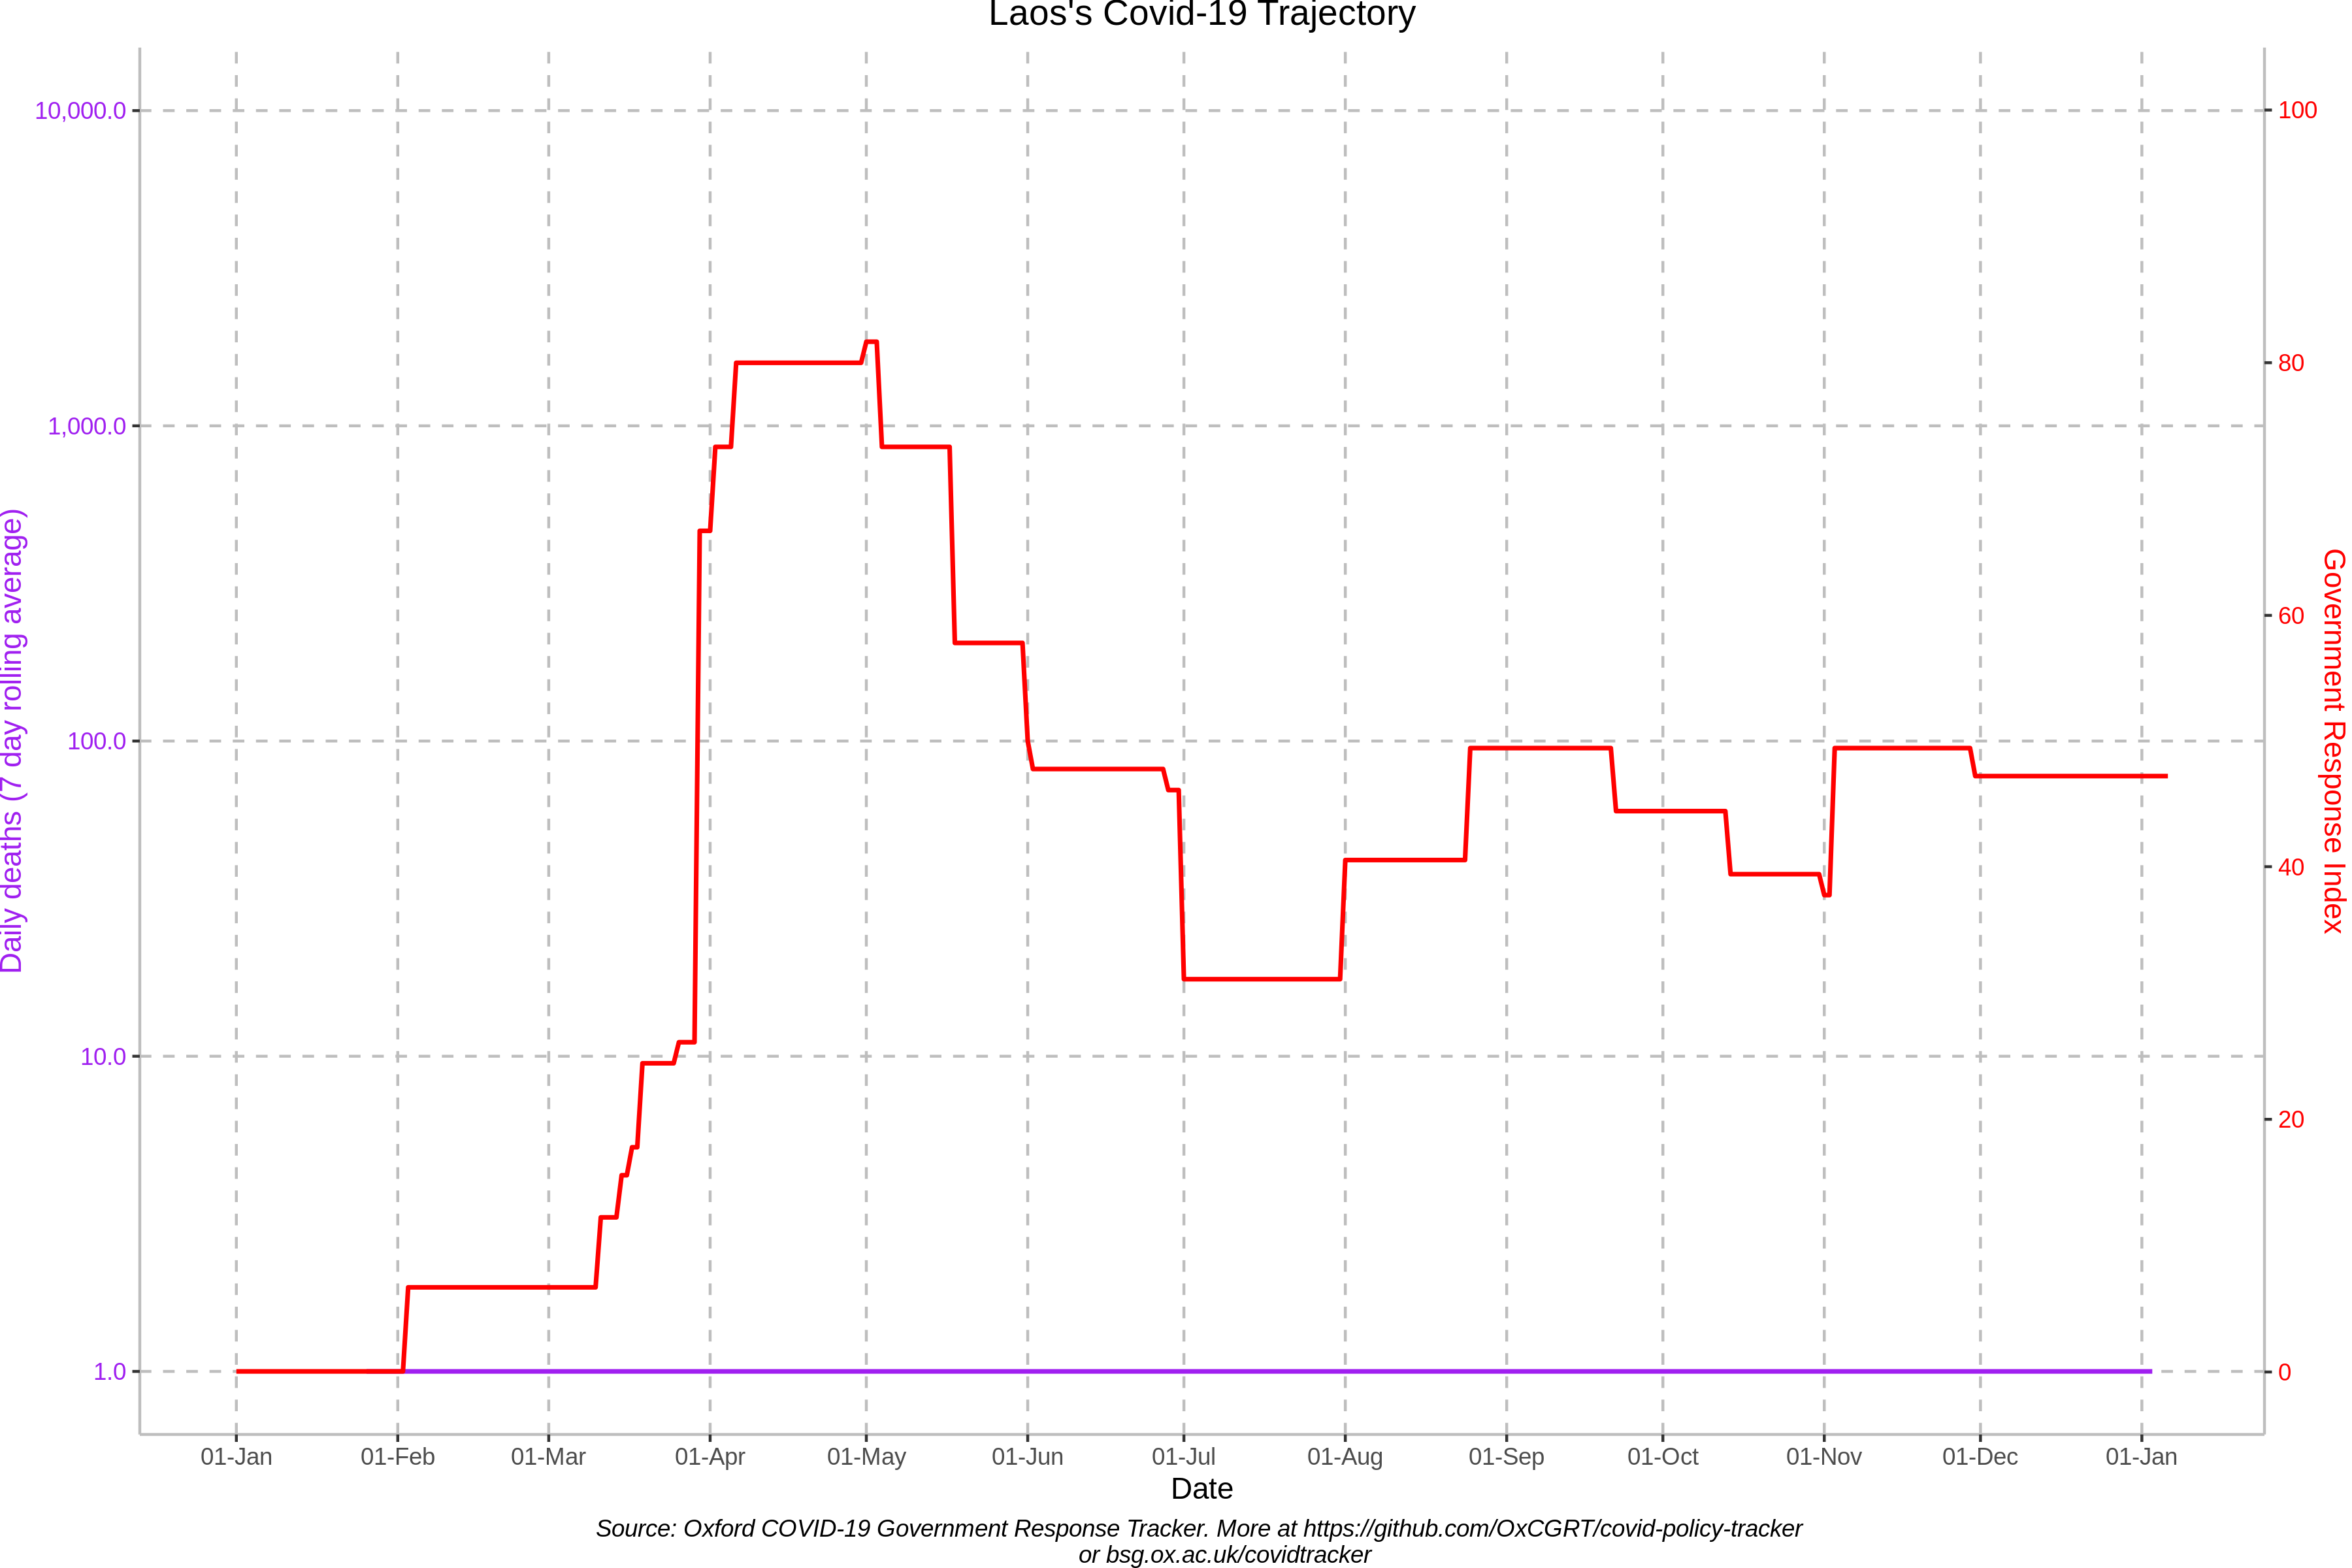 Laos's Covid-19 Trajectory
10,000.0
1,000.0
100.0
10.0
1.0
Daily deaths (7 day rolling average)
100
80
60
40
20
0
Government Response Index
01-Jan 01-Feb 01-Mar 01-Apr 01-May 01-Jun 01-Jul 01-Aug 01-Sep 01-Oct 01-Nov 01-Dec 01-Jan
Date
Source: Oxford COVID-19 Government Response Tracker. More at https://github.com/OxCGRT/covid-policy-tracker
or bsg.ox.ac.uk/covidtracker